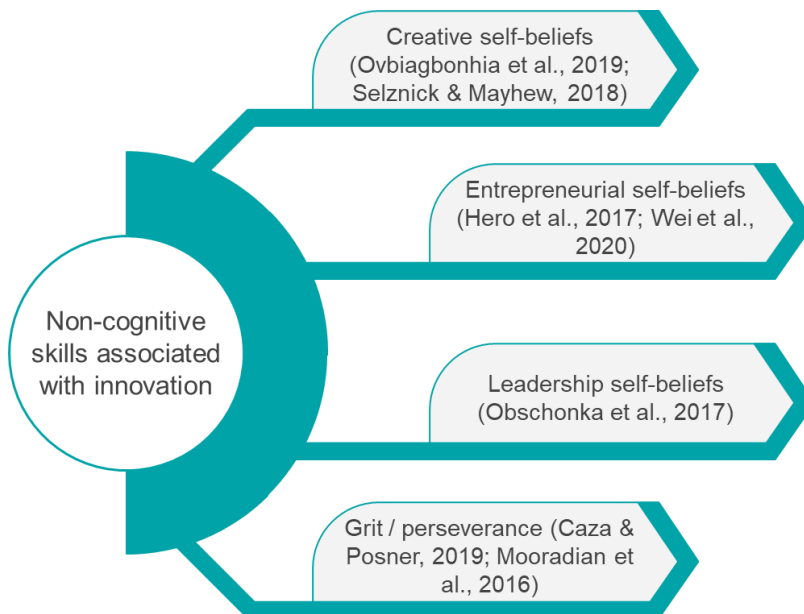 Creative self-beliefs
(Ovbiagbonhia et al., 2019;
Selznick & Mayhew, 2018)
Entrepreneurial self-beliefs
(Hero et al., 2017; Wei et al.,
2020)
Non-cognitive
skills associated
with innovation
Leadership self-beliefs
(Obschonka et al., 2017)
Grit / perseverance (Caza &
Posner, 2019; Mooradian et
al., 2016)